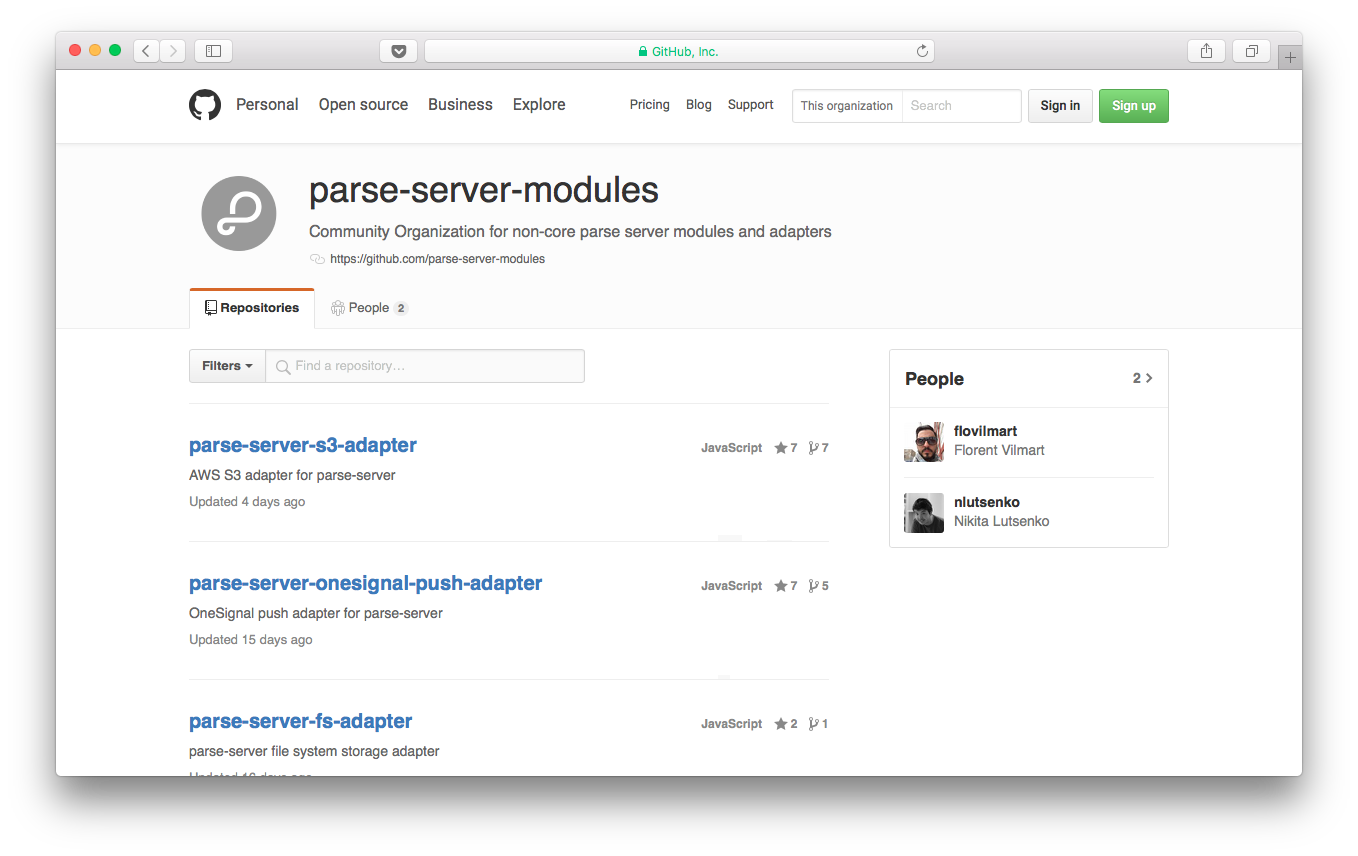 GitHub, Inc.
Personal Open source Business Explore Pricing Blog Support This organization Search Sign in Sign up
parse-server-modules
Community Organization for non-core parse server modules and adapters
https://github.com/parse-server-modules
Repositories People 2
Filters Find a repository…
People 2
parse-server-s3-adapter JavaScript 7 7
AWS S3 adapter for parse-server
Updated 4 days ago
flovilmart
Florent Vilmart
nlutsenko
Nikita Lutsenko
parse-server-onesignal-push-adapter JavaScript 7 5
OneSignal push adapter for parse-server
Updated 15 days ago
parse-server-fs-adapter JavaScript 2 1
parse-server file system storage adapter
Updated 16 days ago